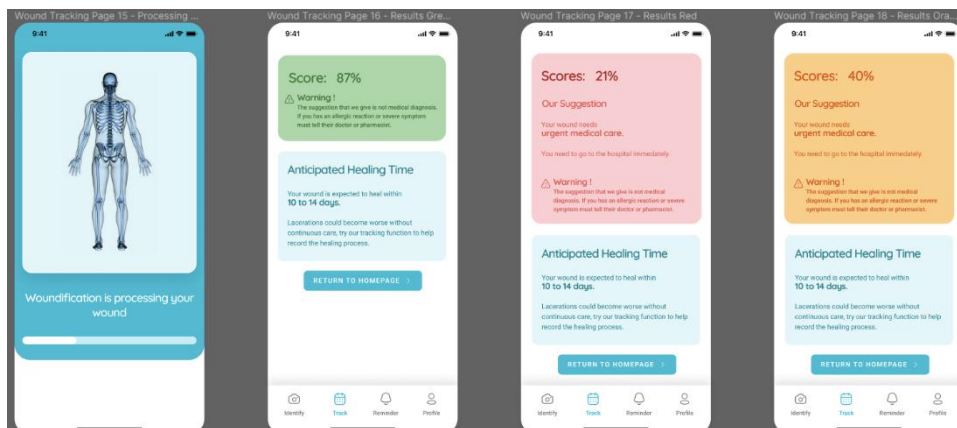 Wound Tracking Page 15 - Processing ...
9:41
Woundification is processing your
wound
Wound Tracking Page 16 - Results Gre...
9:41
Score: 87%
Warning !
The suggestion that we give is not medical diagnosis.
If you has an allergic reaction or severe symptom
must tell their doctor or pharmacist.
Anticipated Healing Time
Your wound is expected to heal within
10 to 14 days.
Lacerations could become worse without
continuous care, try our tracking function to help
record the healing process.
RETURN TO HOMEPAGE >
Identify Track Reminder Profile
Wound Tracking Page 17 - Results Red
9:41
Scores: 21%
Our Suggestion
Your wound needs
urgent medical care.
You need to go to the hospital immediately.
Warning !
The suggestion that we give is not medical
diagnosis. If you has an allergic reaction or severe
symptom must tell their doctor or pharmacist.
Anticipated Healing Time
Your wound is expected to heal within
10 to 14 days.
Lacerations could become worse without
continuous care, try our tracking function to help
record the healing process.
RETURN TO HOMEPAGE >
Identify Track Reminder Profile
Wound Tracking Page 18 - Results Ora...
9:41
Scores: 40%
Our Suggestion
Your wound needs
urgent medical care.
You need to go to the hospital immediately.
Warning !
The suggestion that we give is not medical
diagnosis. If you has an allergic reaction or severe
symptom must tell their doctor or pharmacist.
Anticipated Healing Time
Your wound is expected to heal within
10 to 14 days.
Lacerations could become worse without
continuous care, try our tracking function to help
record the healing process.
RETURN TO HOMEPAGE >
Identify Track Reminder Profile